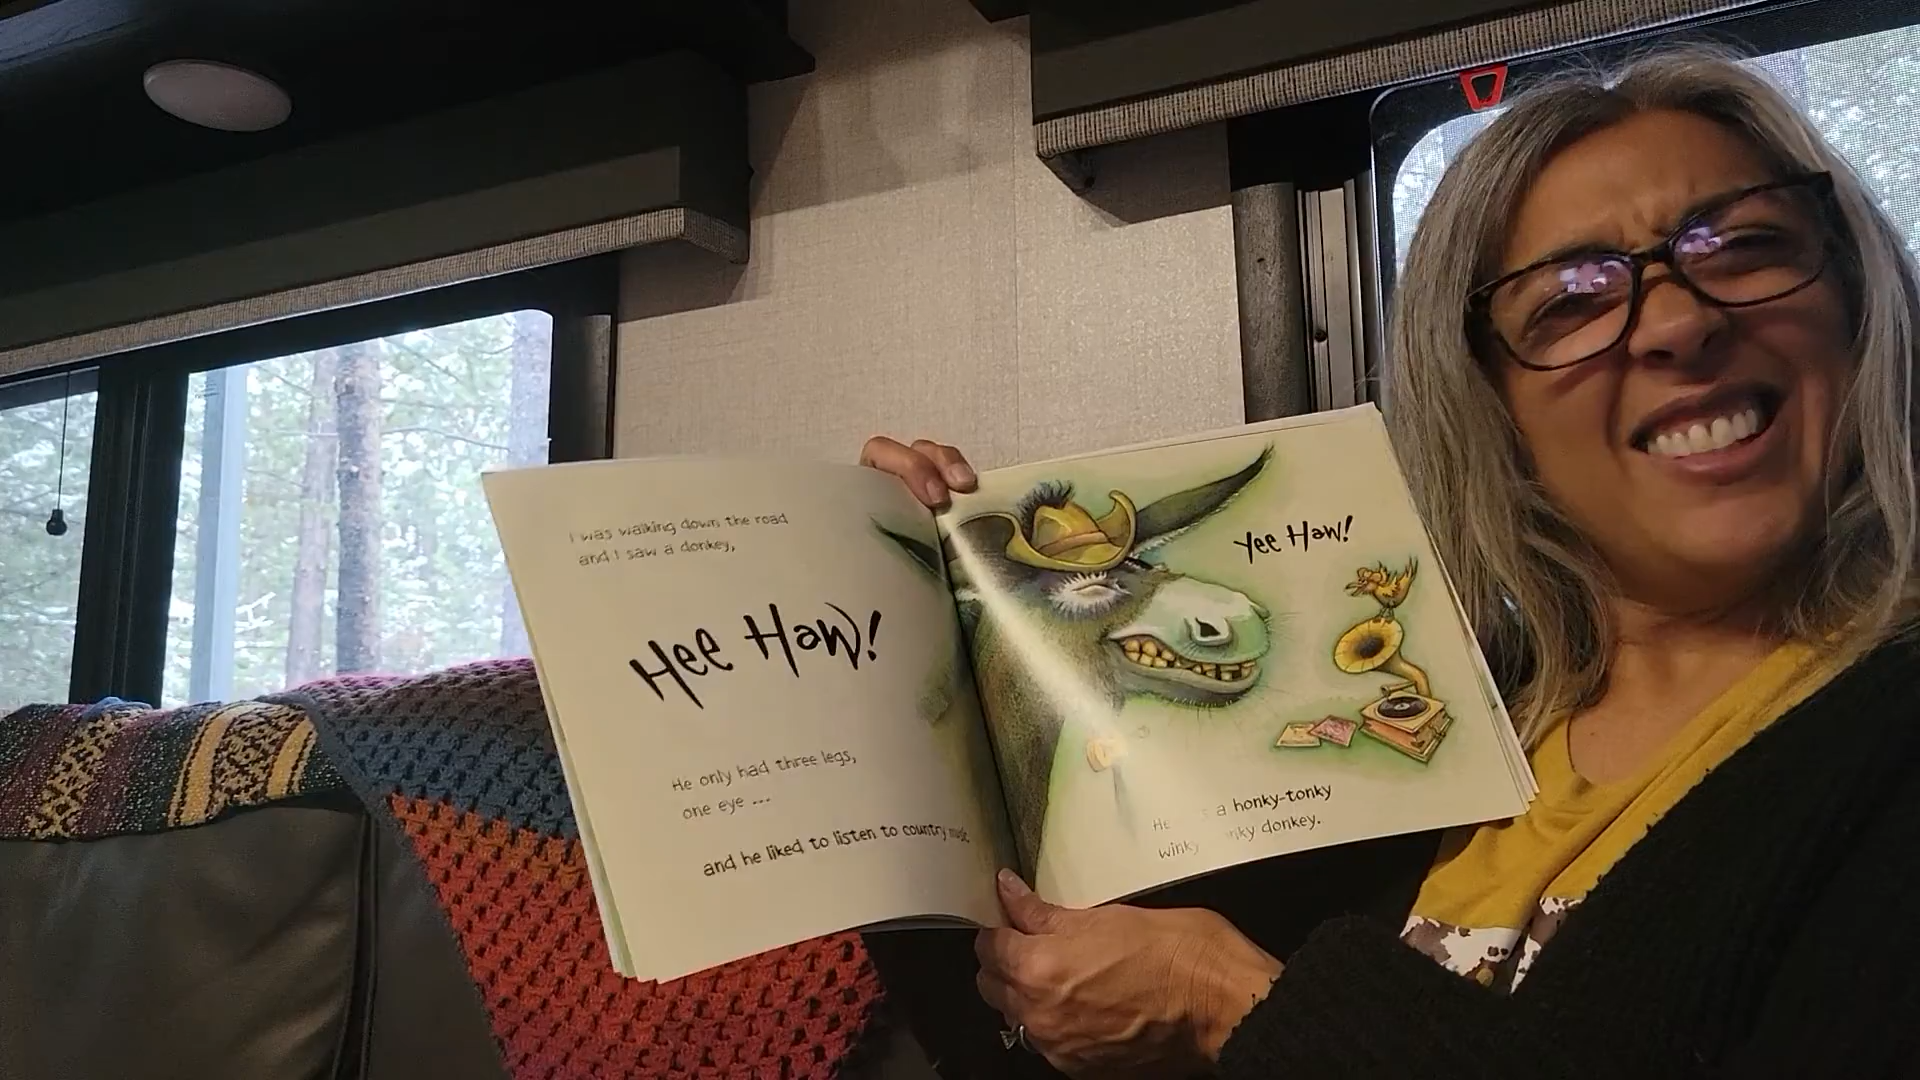 I was walking down the road
and I saw a donkey,
Hee Haw!
He only had three legs,
one eye ...
and he liked to listen to country music.
Yee Haw!
He a honky-tonky
winky donkey.